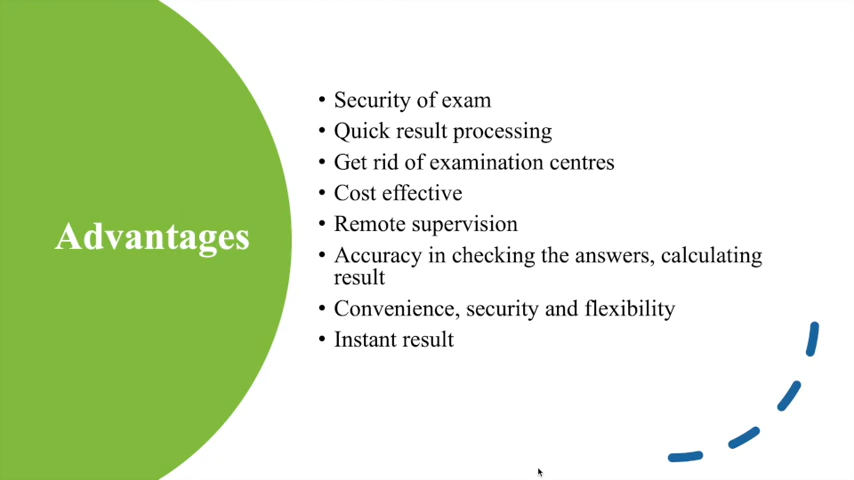 Advantages
• Security of exam
• Quick result processing
• Get rid of examination centres
• Cost effective
• Remote supervision
• Accuracy in checking the answers, calculating
result
• Convenience, security and flexibility
• Instant result